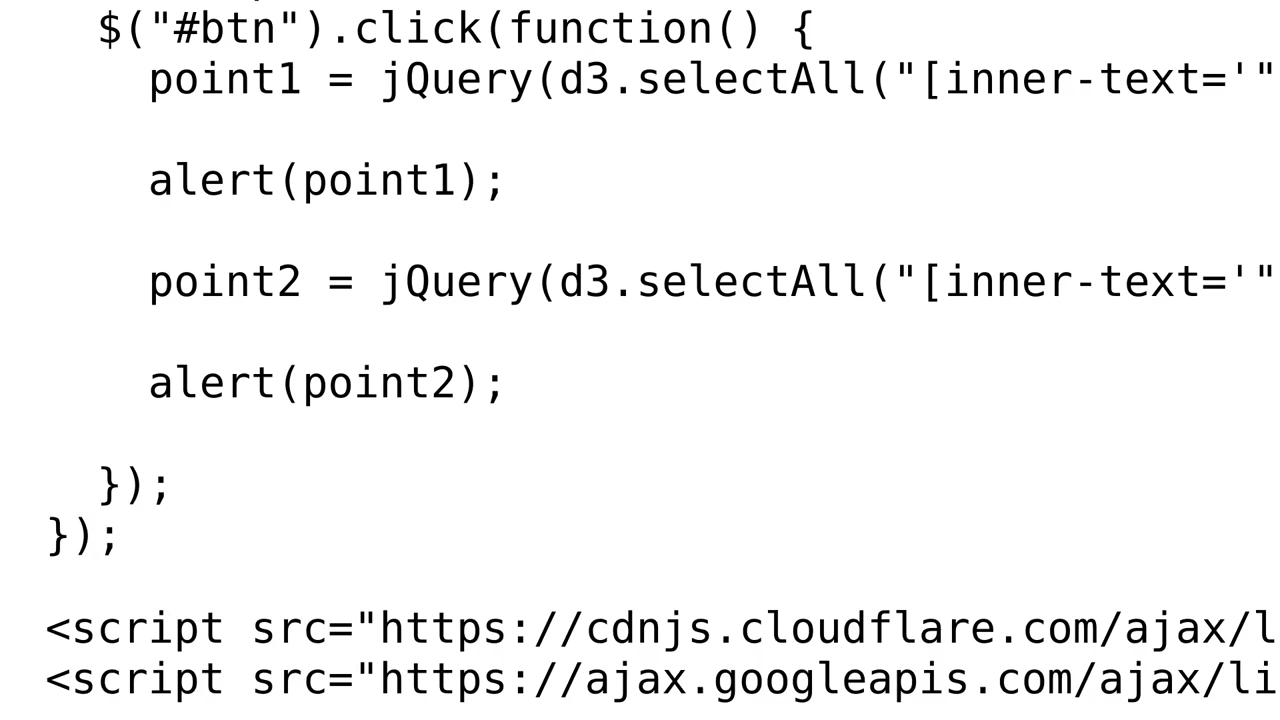 $("#btn").click(function() {
point1 = jQuery(d3.selectAll("[inner-text='"
alert(point1);
point2 = jQuery(d3.selectAll("[inner-text='"
alert(point2);
});
});
<script src="https://cdnjs.cloudflare.com/ajax/l
<script src="https://ajax.googleapis.com/ajax/li